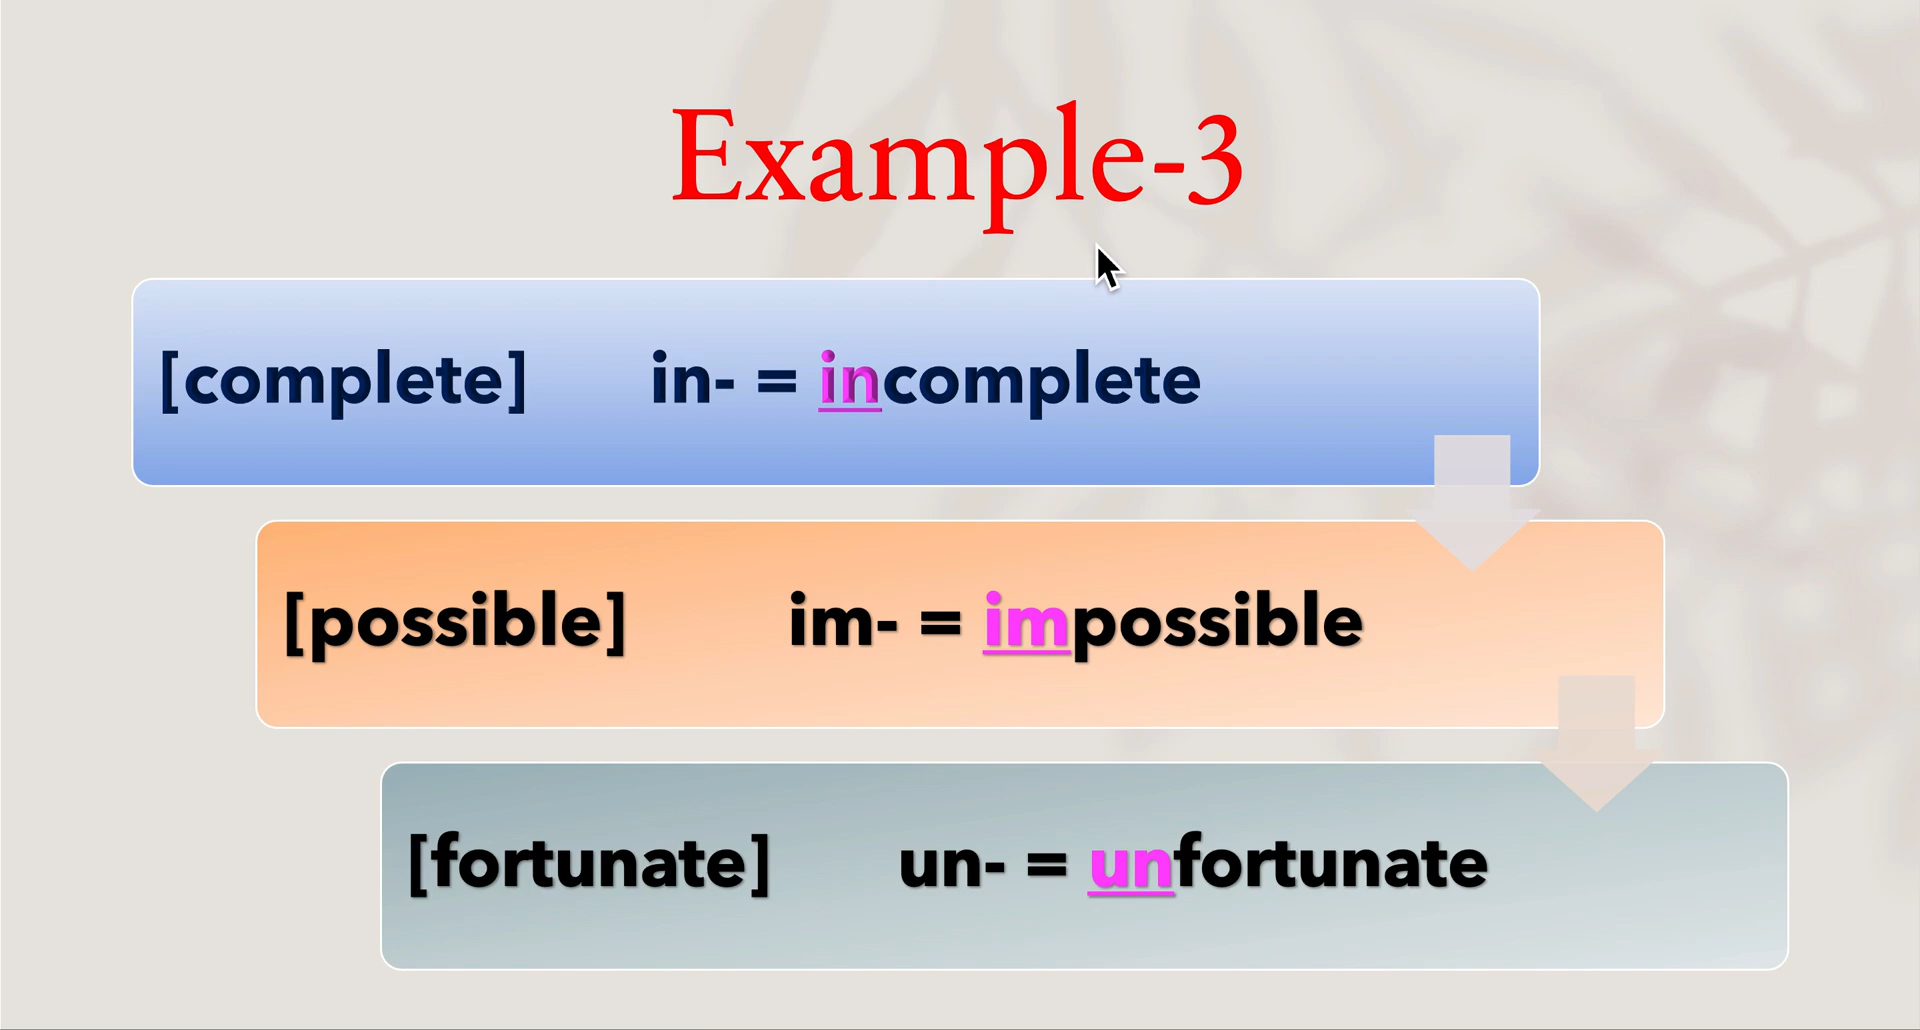 Example-3
[complete] in- = incomplete
[possible] im- = impossible
[fortunate] un- = unfortunate